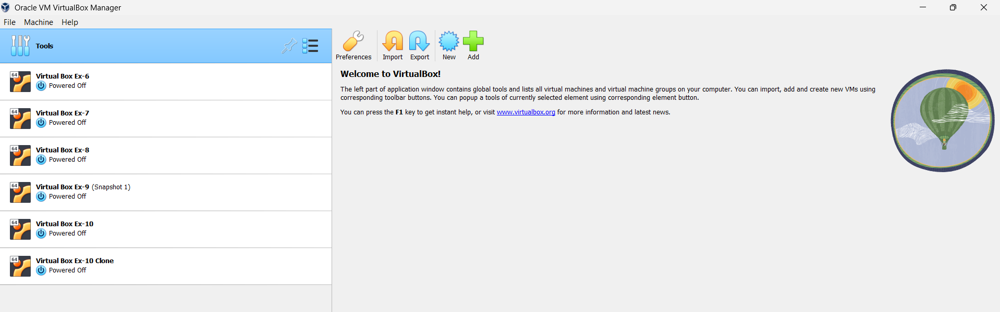 Oracle VM VirtualBox Manager
File Machine Help
Tools
Preferences Import Export New Add
64
Virtual Box Ex-6
Powered Off
64
Virtual Box Ex-7
Powered Off
64
Virtual Box Ex-8
Powered Off
64
Virtual Box Ex-9 (Snapshot 1)
Powered Off
64
Virtual Box Ex-10
Powered Off
64
Virtual Box Ex-10 Clone
Powered Off
Welcome to VirtualBox!
The left part of application window contains global tools and lists all virtual machines and virtual machine groups on your computer. You can import, add and create new VMs using
corresponding toolbar buttons. You can popup a tools of currently selected element using corresponding element button.
You can press the F1 key to get instant help, or visit www.virtualbox.org for more information and latest news.